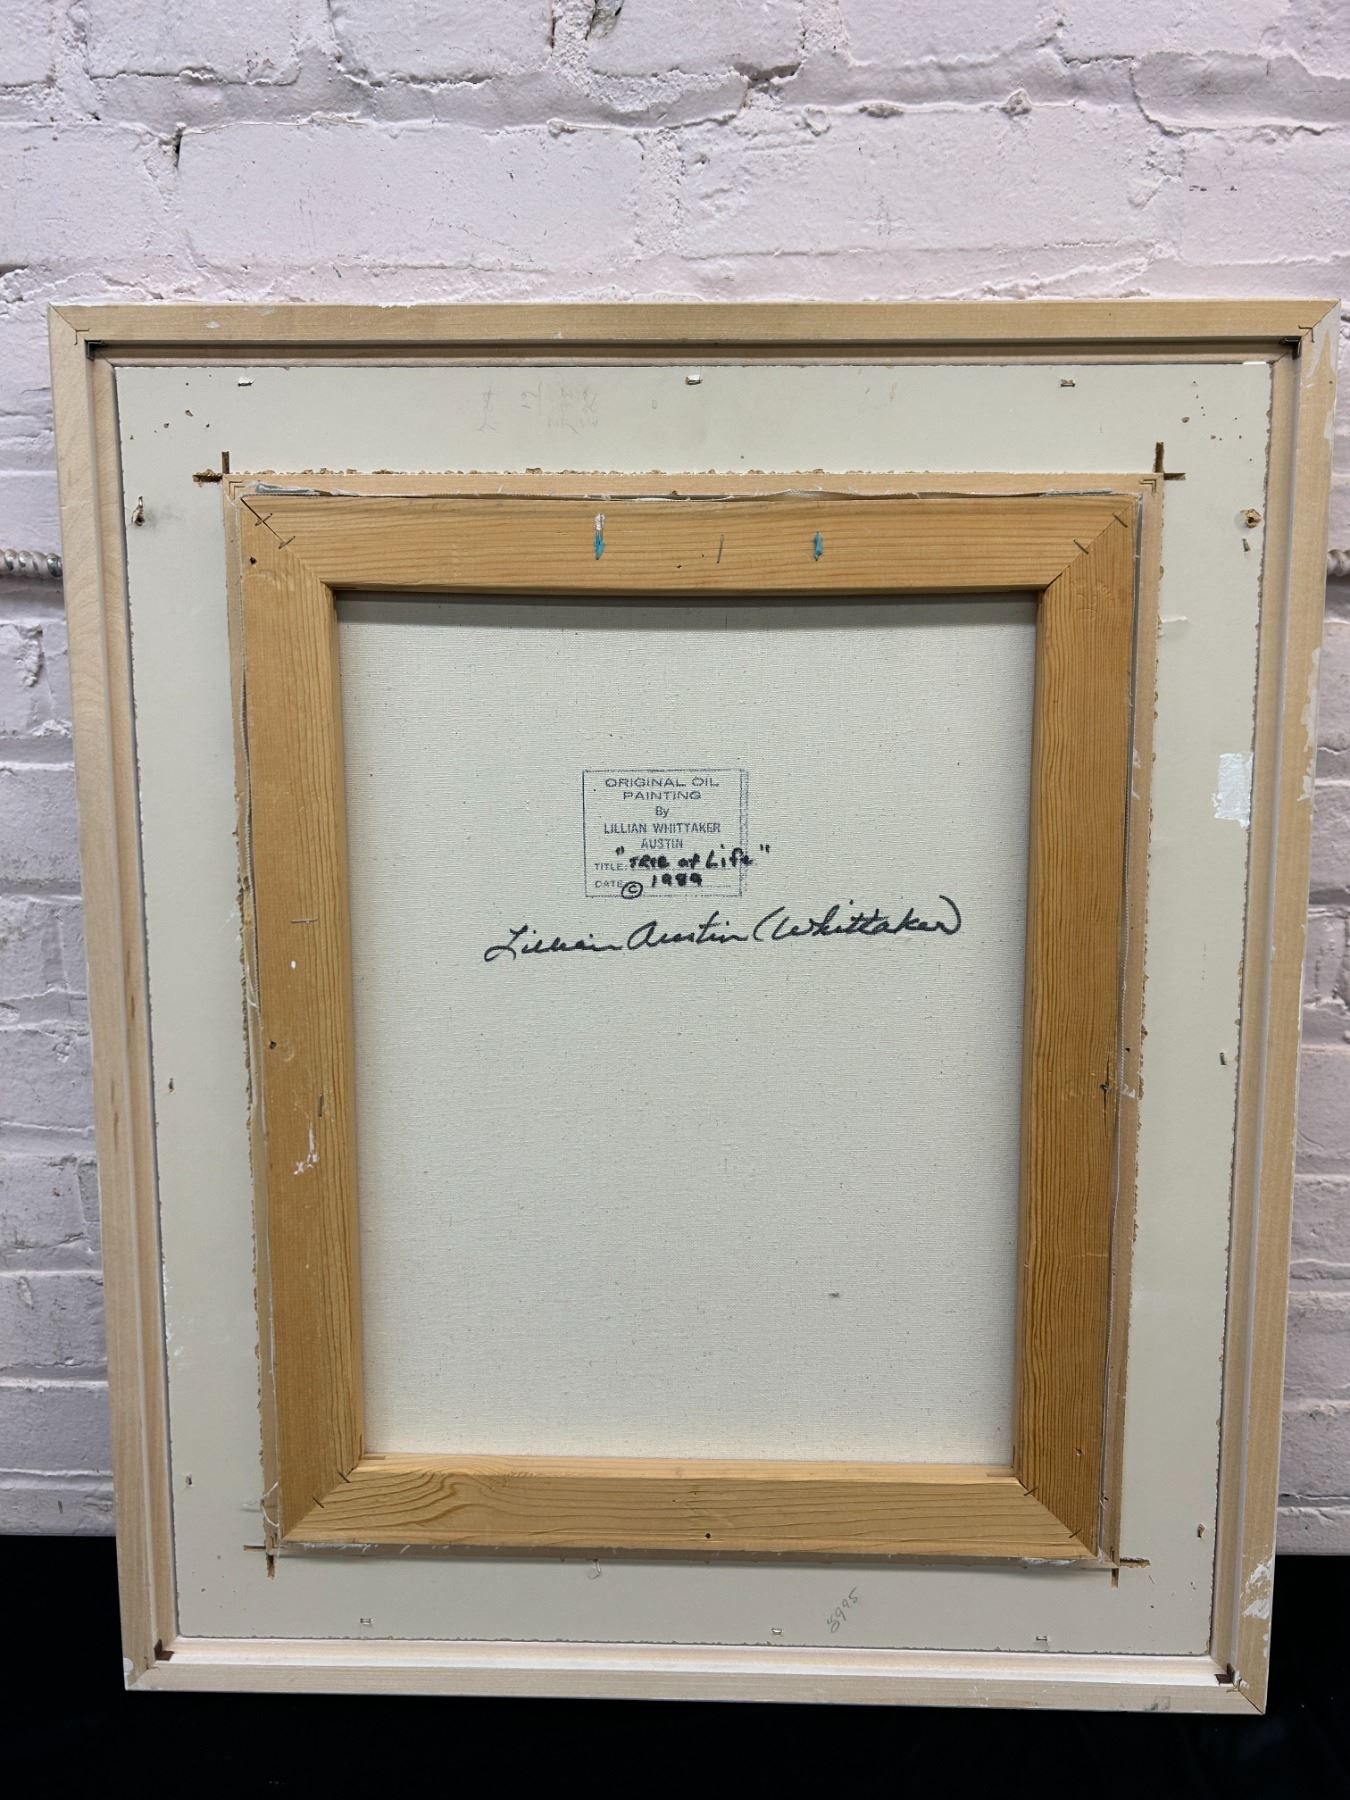 ORIGINAL OIL
PAINTING
By
LILLIAN WHITTAKER
AUSTIN
TITLE: "TREE of Life"
DATE © 1989
Lillian Austin (Whittaker)